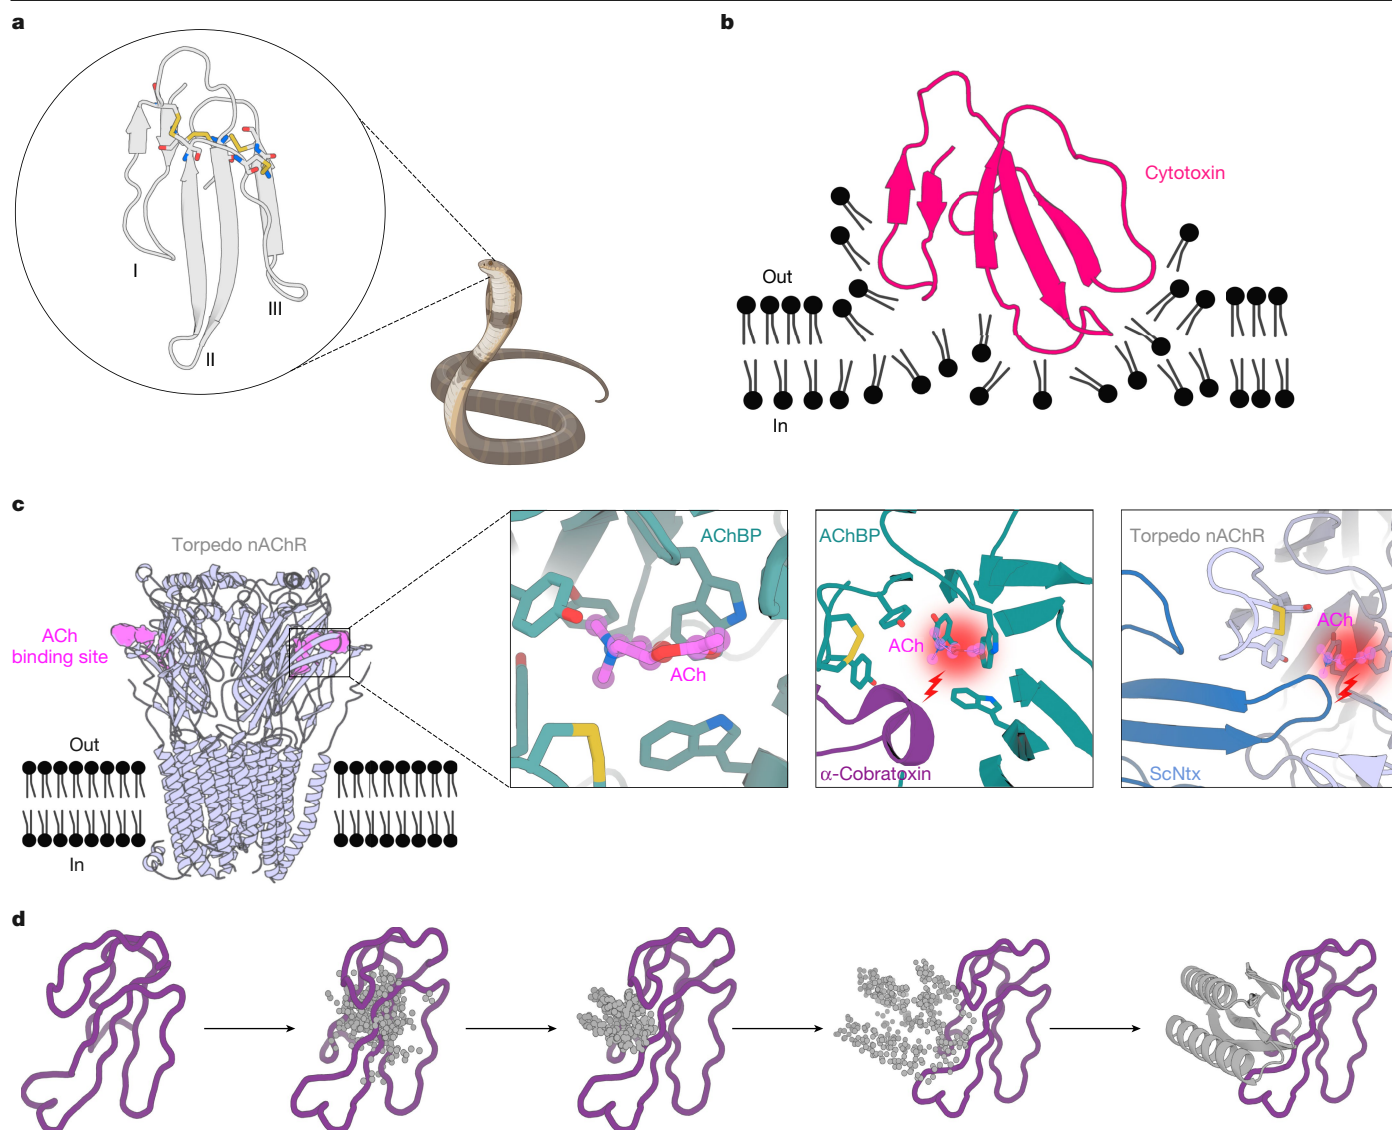 a
I
II
III
b
Cytotoxin
Out
In
c
Torpedo nAChR
ACh
binding site
Out
In
AChBP
ACh
AChBP
ACh
α-Cobratoxin
Torpedo nAChR
ACh
ScNtx
d